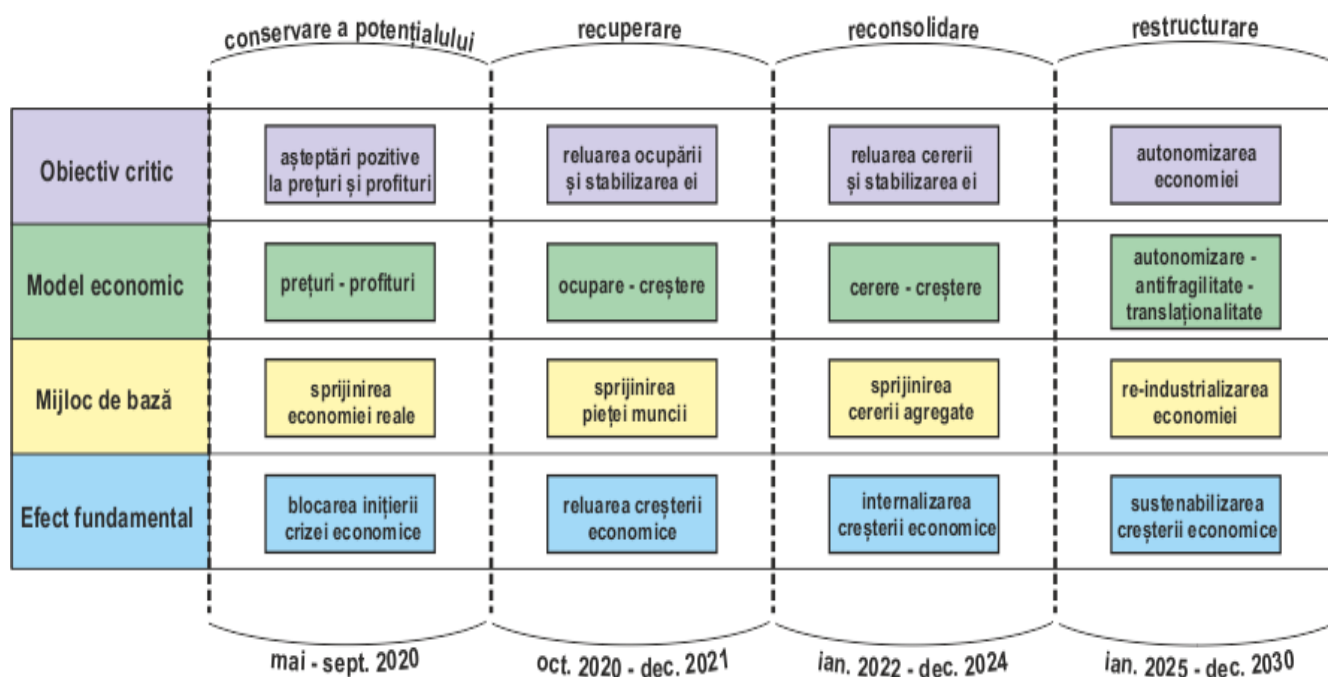 conservare a potențialului
recuperare
reconsolidare
restructurare
Obiectiv critic
așteptări pozitive
la prețuri și profituri
reluarea ocupării
și stabilizarea ei
reluarea cererii
și stabilizarea ei
autonomizarea
economiei
Model economic
prețuri - profituri
ocupare - creștere
cerere - creștere
autonomizare -
antifragilitate -
translaționalitate
Mijloc de bază
sprijinirea
economiei reale
sprijinirea
pieței muncii
sprijinirea
cererii agregate
re-industrializarea
economiei
Efect fundamental
blocarea inițierii
crizei economice
reluarea creșterii
economice
internalizarea
creșterii economice
sustenabilizarea
creșterii economice
mai - sept. 2020
oct. 2020 - dec. 2021
ian. 2022 - dec. 2024
ian. 2025 - dec. 2030